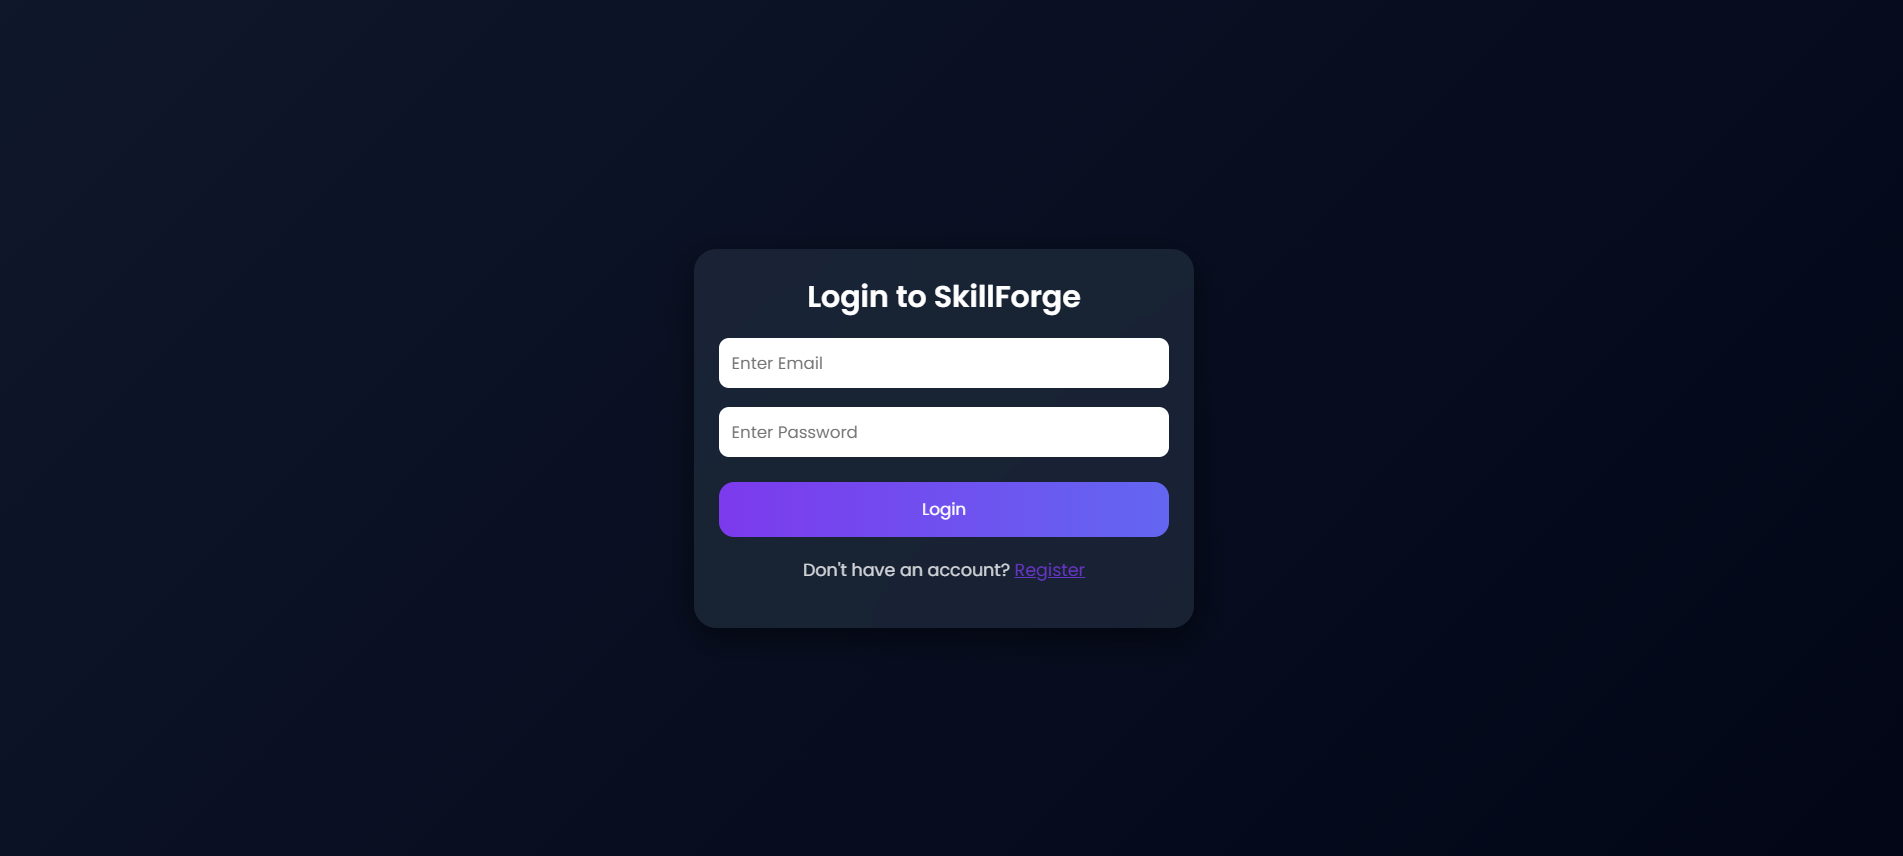 Login to SkillForge
Enter Email
Enter Password
Login
Don't have an account? Register